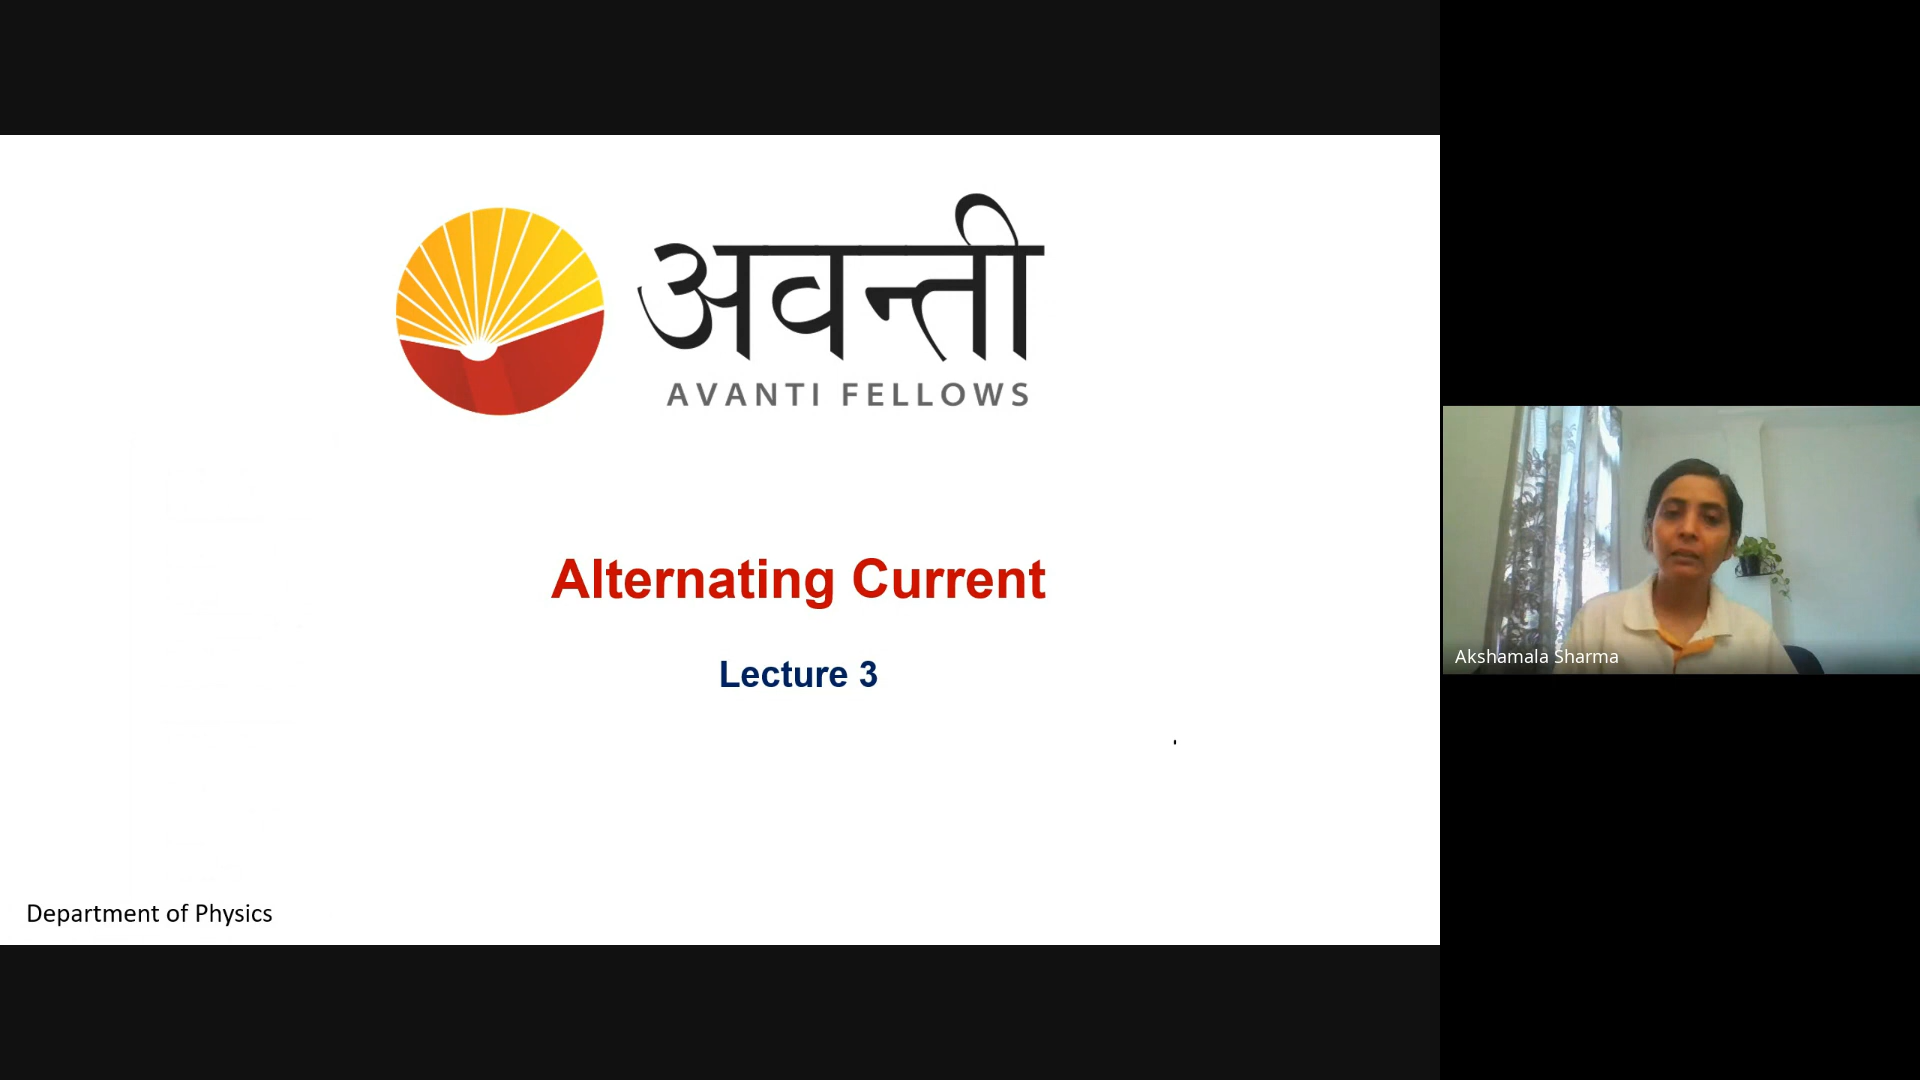 अवन्ती
AVANTI FELLOWS
Alternating Current
Lecture 3
Department of Physics
Akshamala Sharma